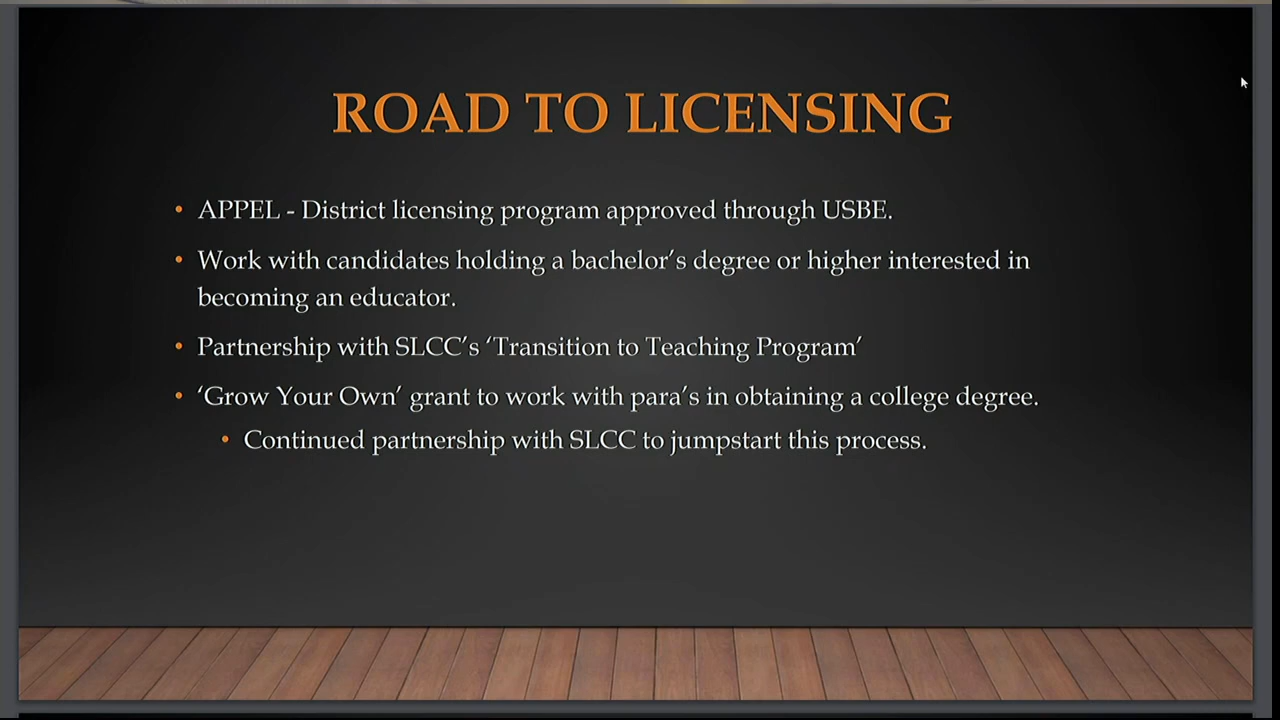 ROAD TO LICENSING
• APPEL - District licensing program approved through USBE.
• Work with candidates holding a bachelor’s degree or higher interested in
becoming an educator.
• Partnership with SLCC’s ‘Transition to Teaching Program’
• ‘Grow Your Own’ grant to work with para’s in obtaining a college degree.
• Continued partnership with SLCC to jumpstart this process.